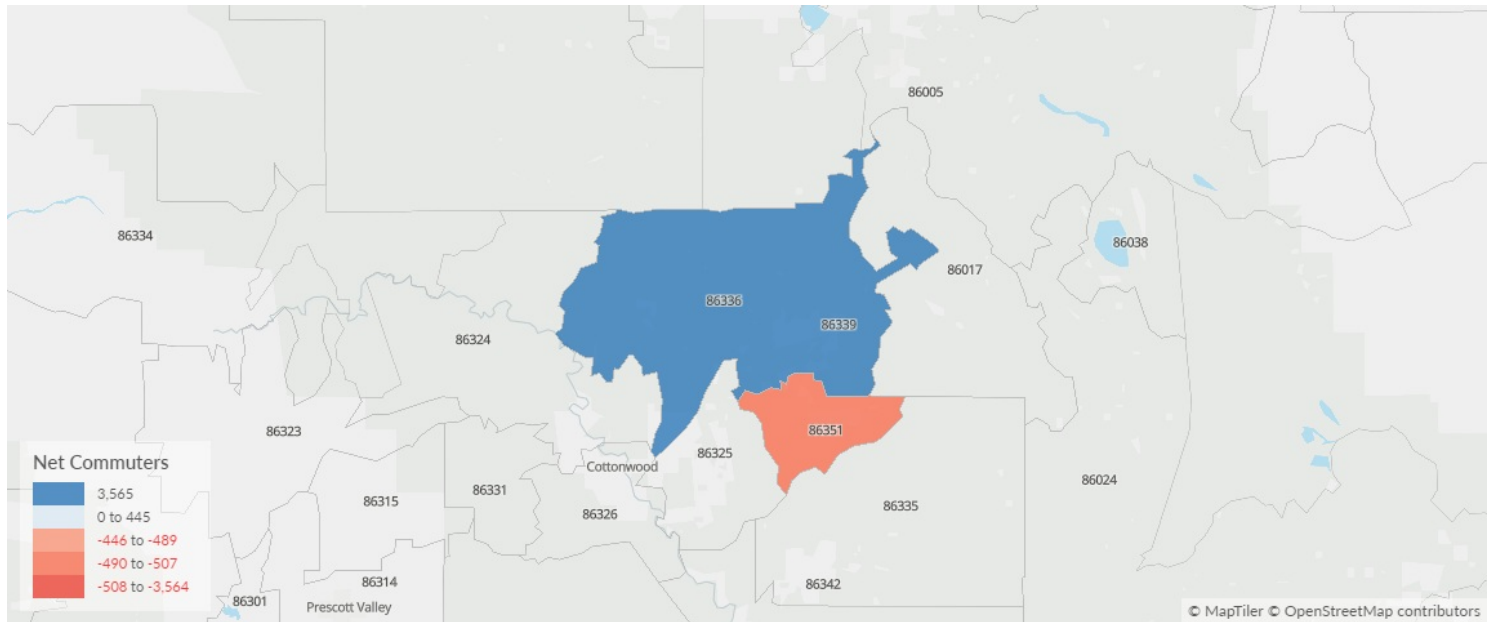 86005
86334
86038
86017
86336
86339
86324
86351
86323
86325
Cottonwood
86331
86315
86326
86335
86024
86342
86314
86301
Prescott Valley
Net Commuters
3,565
0 to 445
-446 to -489
-490 to -507
-508 to -3,564
© MapTiler © OpenStreetMap contributors